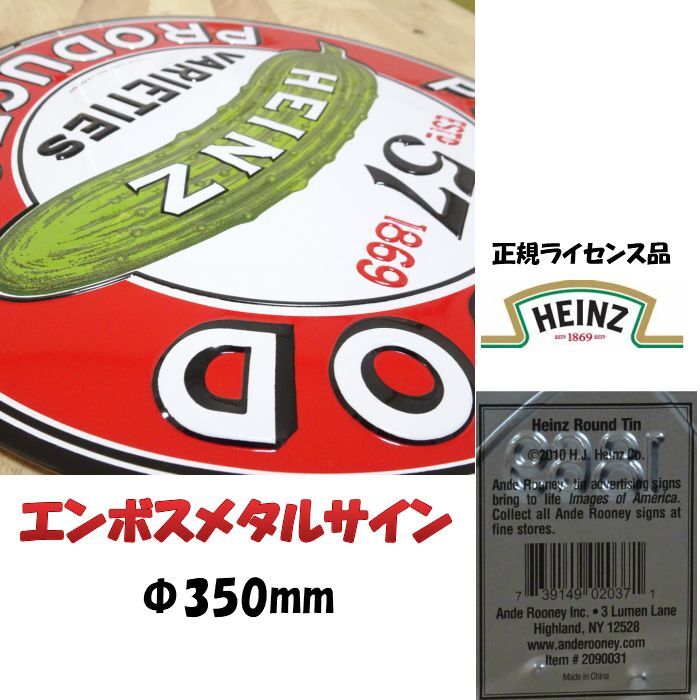 PRODUC
VARIETIES
HEINZ
ESTD
57
1869
OOD
正規ライセンス品
HEINZ
ESTD 1869 ESTD
Heinz Round Tin
©2010 H.J. Heinz Co.
Ande Rooney tin advertising signs
bring to life Images of America.
Collect all Ande Rooney signs at
fine stores.
7 39149 02037 1
Ande Rooney Inc. • 3 Lumen Lane
Highland, NY 12528
www.anderooney.com
Item # 2090031
Made in China
エンボスメタルサイン
Φ350mm